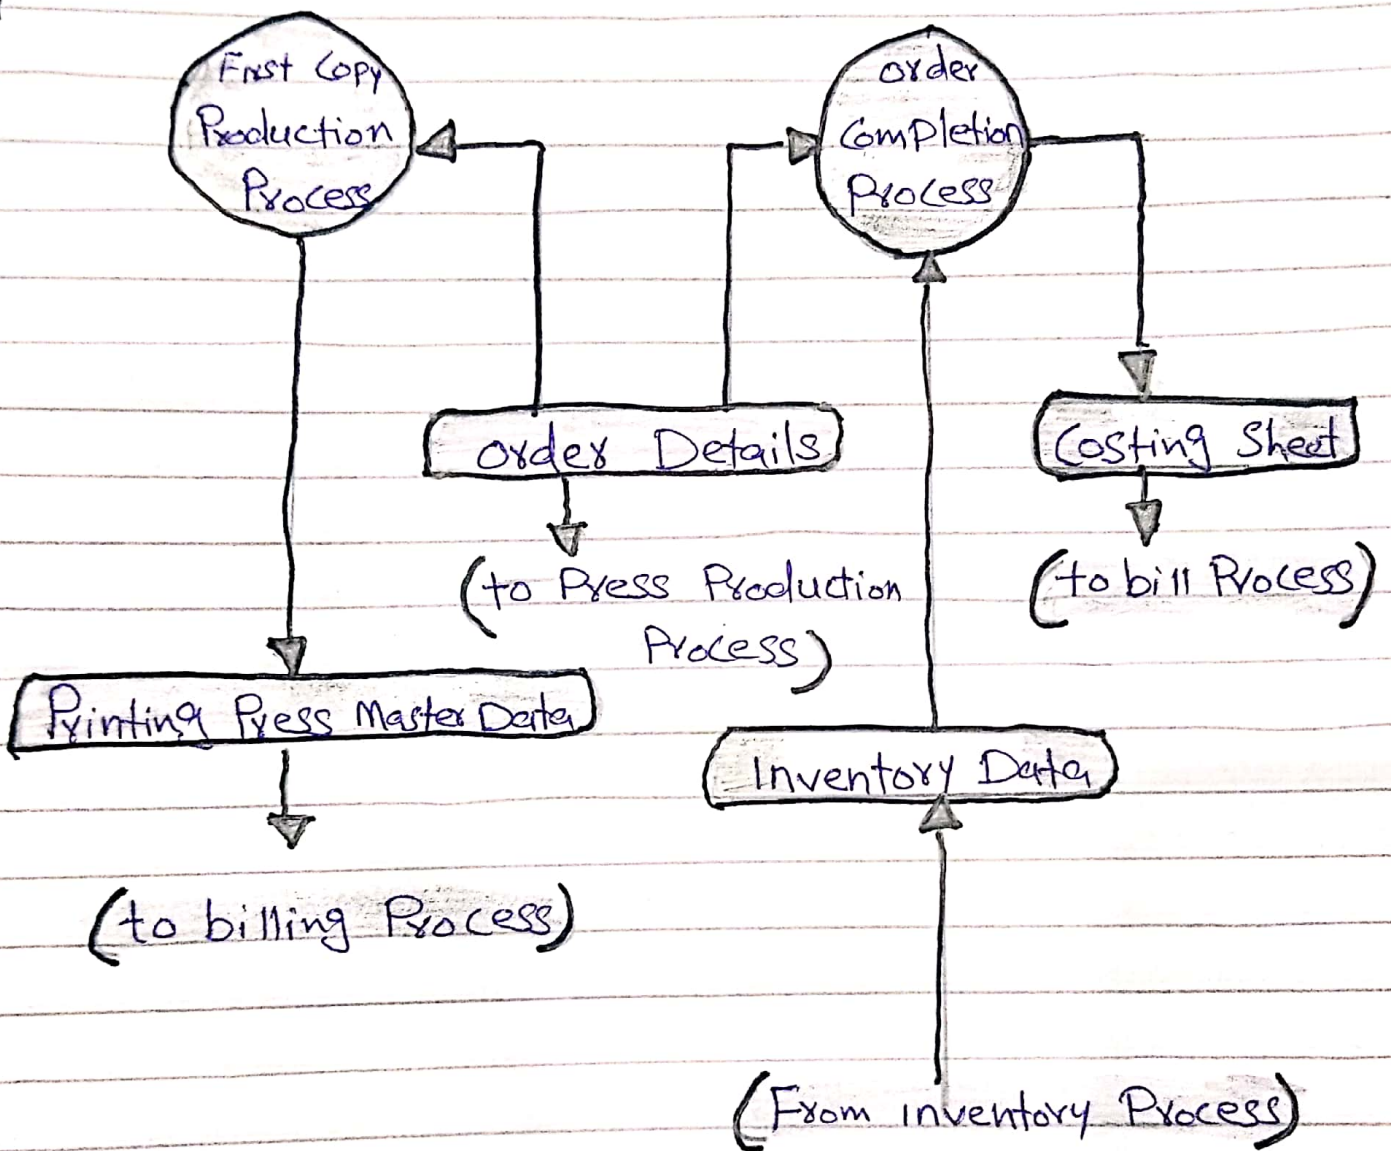 First Copy
Production
Process
order
Completion
Process
order Details
Costing Sheet
(to Press Production
Process)
(to bill Process)
Printing Press Master Data
Inventory Data
(to billing Process)
(From inventory Process)